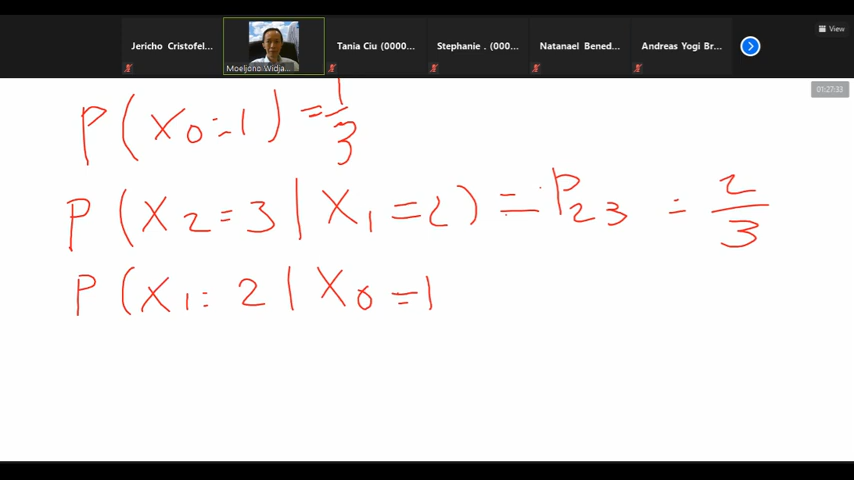 View
Jericho Cristofel...
Tania Ciu (0000...
Stephanie . (000...
Natanael Bened...
Andreas Yogi Br...
Moeljono Widja...
01:27:33
P(X0=1) = 1/3
P(X2=3|X1=2) = P23 = 2/3
P(X1=2|X0=1